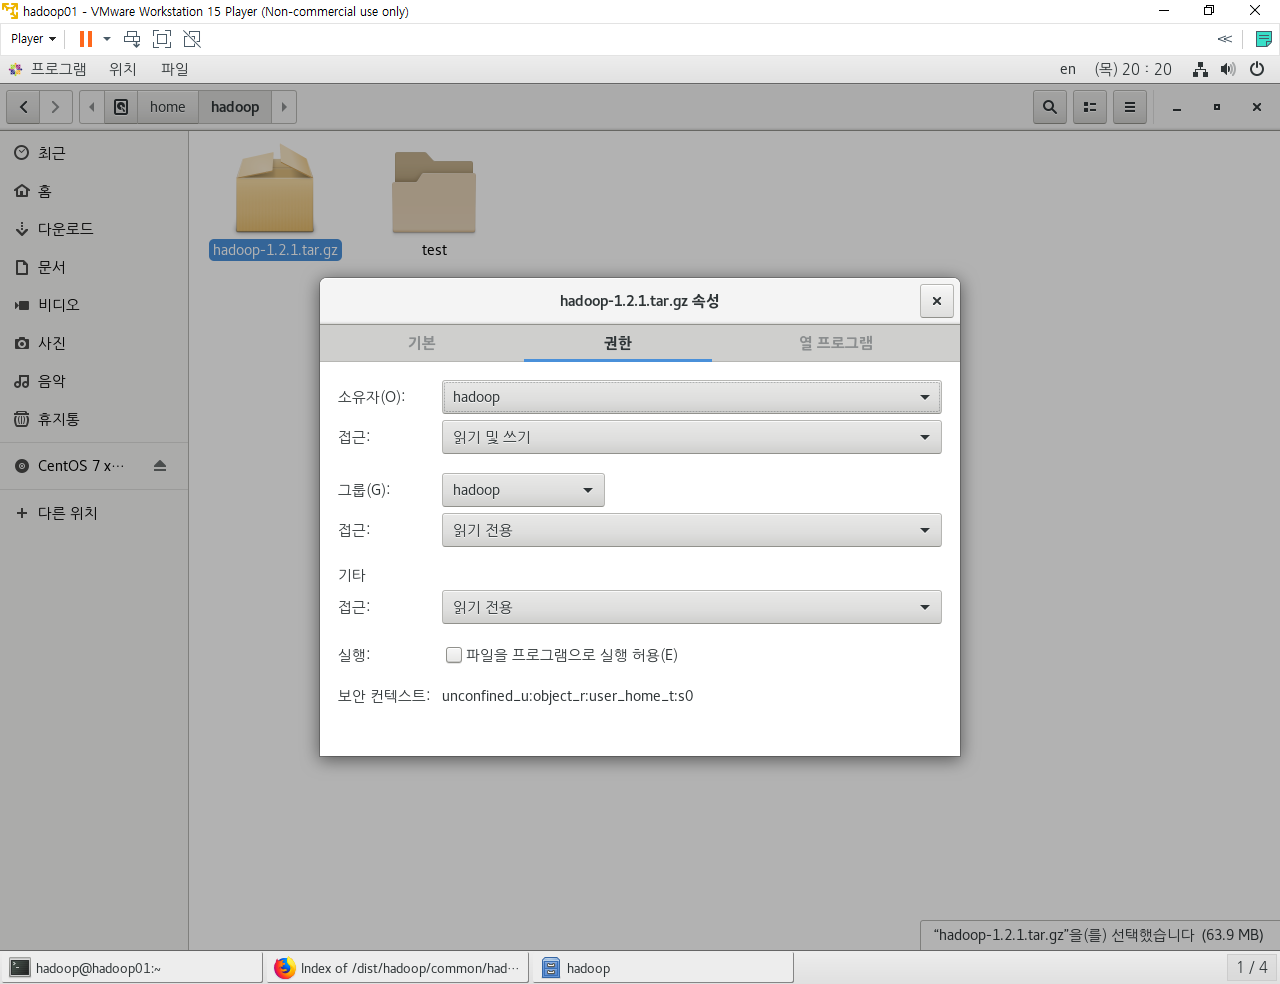 hadoop01 - VMware Workstation 15 Player (Non-commercial use only)
Player
프로그램 위치 파일 en (목) 20 : 20
home hadoop
최근
홈
다운로드
문서
비디오
사진
음악
휴지통
CentOS 7 x…
다른 위치
hadoop-1.2.1.tar.gz test
hadoop-1.2.1.tar.gz 속성
기본 권한 열 프로그램
소유자(O): hadoop
접근: 읽기 및 쓰기
그룹(G): hadoop
접근: 읽기 전용
기타
접근: 읽기 전용
실행: 파일을 프로그램으로 실행 허용(E)
보안 컨텍스트: unconfined_u:object_r:user_home_t:s0
“hadoop-1.2.1.tar.gz”을(를) 선택했습니다 (63.9 MB)
hadoop@hadoop01:~ Index of /dist/hadoop/common/had… hadoop 1 / 4